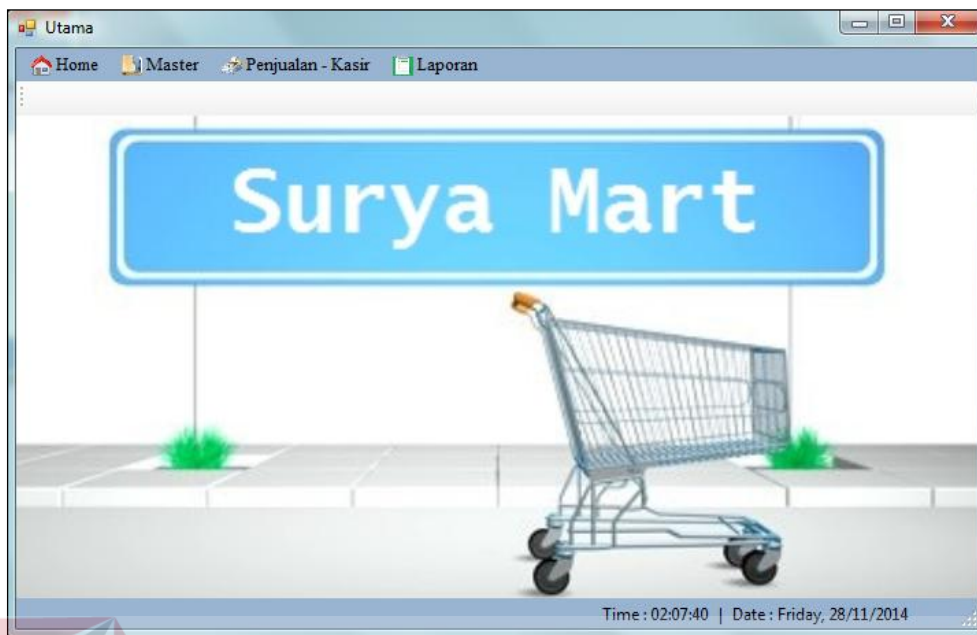 Utama
Home Master Penjualan - Kasir Laporan
Surya Mart
Time : 02:07:40 | Date : Friday, 28/11/2014